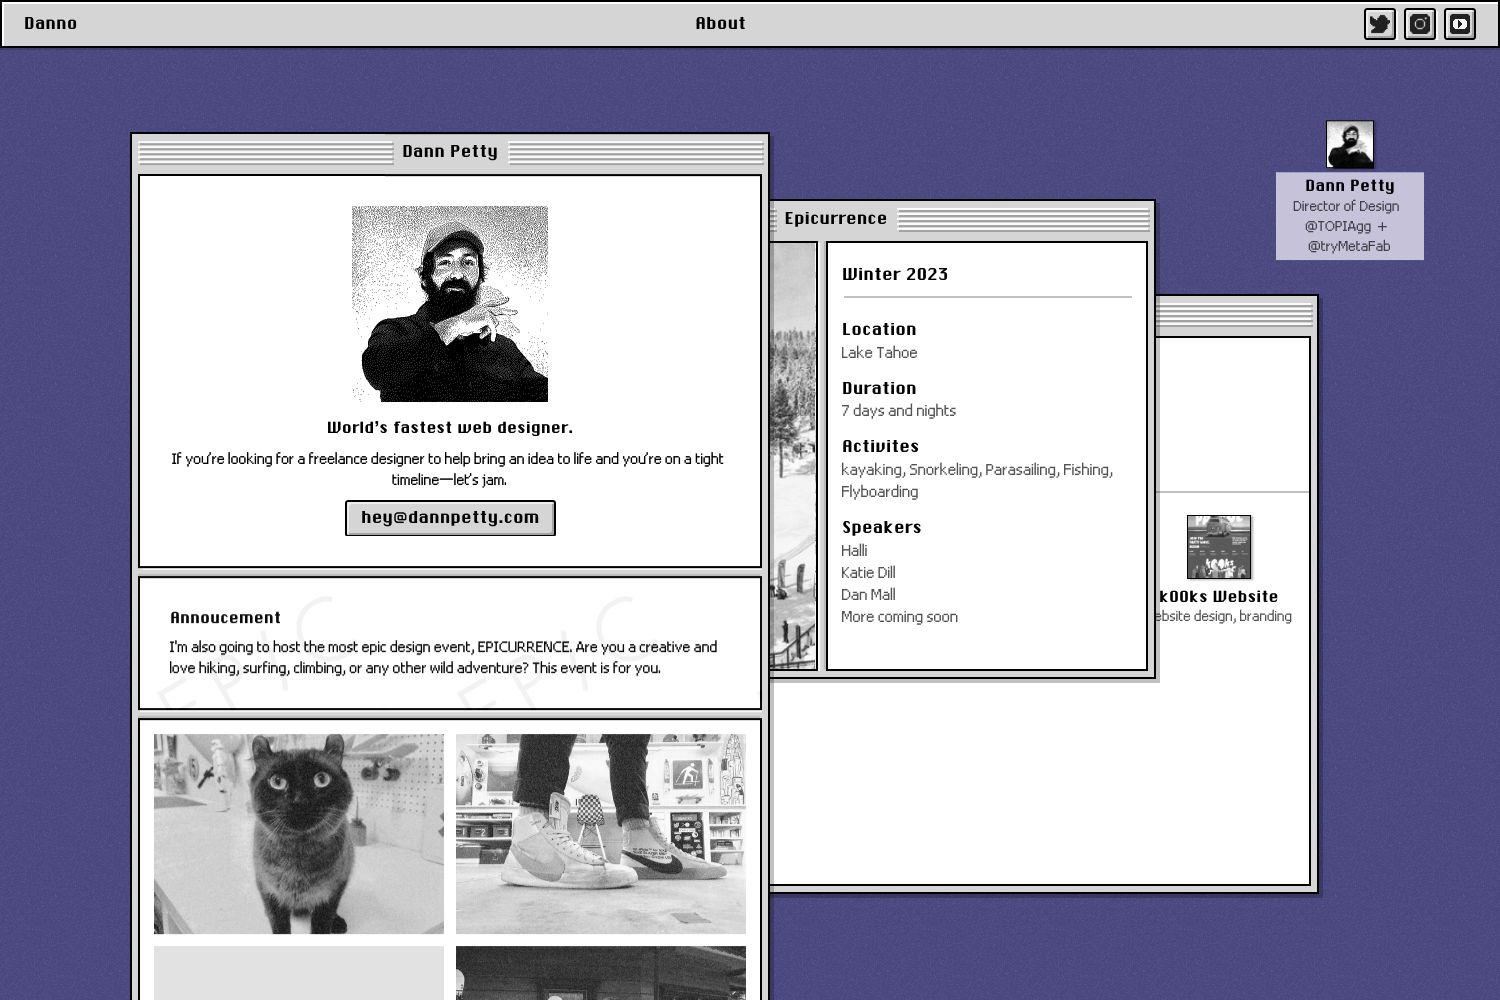 Danno
About
Dann Petty
Dann Petty
Director of Design
@TOPIAgg +
@tryMetaFab
World's fastest web designer.
If you're looking for a freelance designer to help bring an idea to life and you're on a tight
timeline—let's jam.
hey@dannpetty.com
Annoucement
I'm also going to host the most epic design event, EPICURRENCE. Are you a creative and
love hiking, surfing, climbing, or any other wild adventure? This event is for you.
EPIC
EPIC
Epicurrence
Winter 2023
Location
Lake Tahoe
Duration
7 days and nights
Activites
kayaking, Snorkeling, Parasailing, Fishing,
Flyboarding
Speakers
Halli
Katie Dill
Dan Mall
More coming soon
k00ks Website
ebsite design, branding